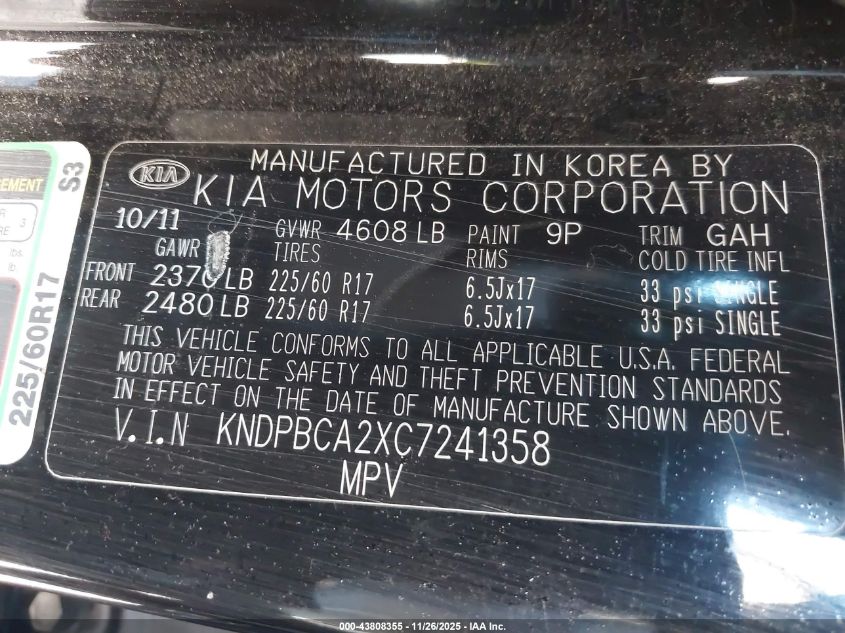 KIA
MANUFACTURED IN KOREA BY
KIA MOTORS CORPORATION
10/11 GVWR 4608 LB PAINT 9P TRIM GAH
GAWR TIRES RIMS COLD TIRE INFL
FRONT 2370 LB 225/60 R17 6.5Jx17 33 psi SINGLE
REAR 2480 LB 225/60 R17 6.5Jx17 33 psi SINGLE
THIS VEHICLE CONFORMS TO ALL APPLICABLE U.S.A. FEDERAL
MOTOR VEHICLE SAFETY AND THEFT PREVENTION STANDARDS
IN EFFECT ON THE DATE OF MANUFACTURE SHOWN ABOVE.
V.I.N KNDPBCA2XC7241358
MPV
S3
225/60R17
000-43808355 - 11/26/2025 - IAA Inc.